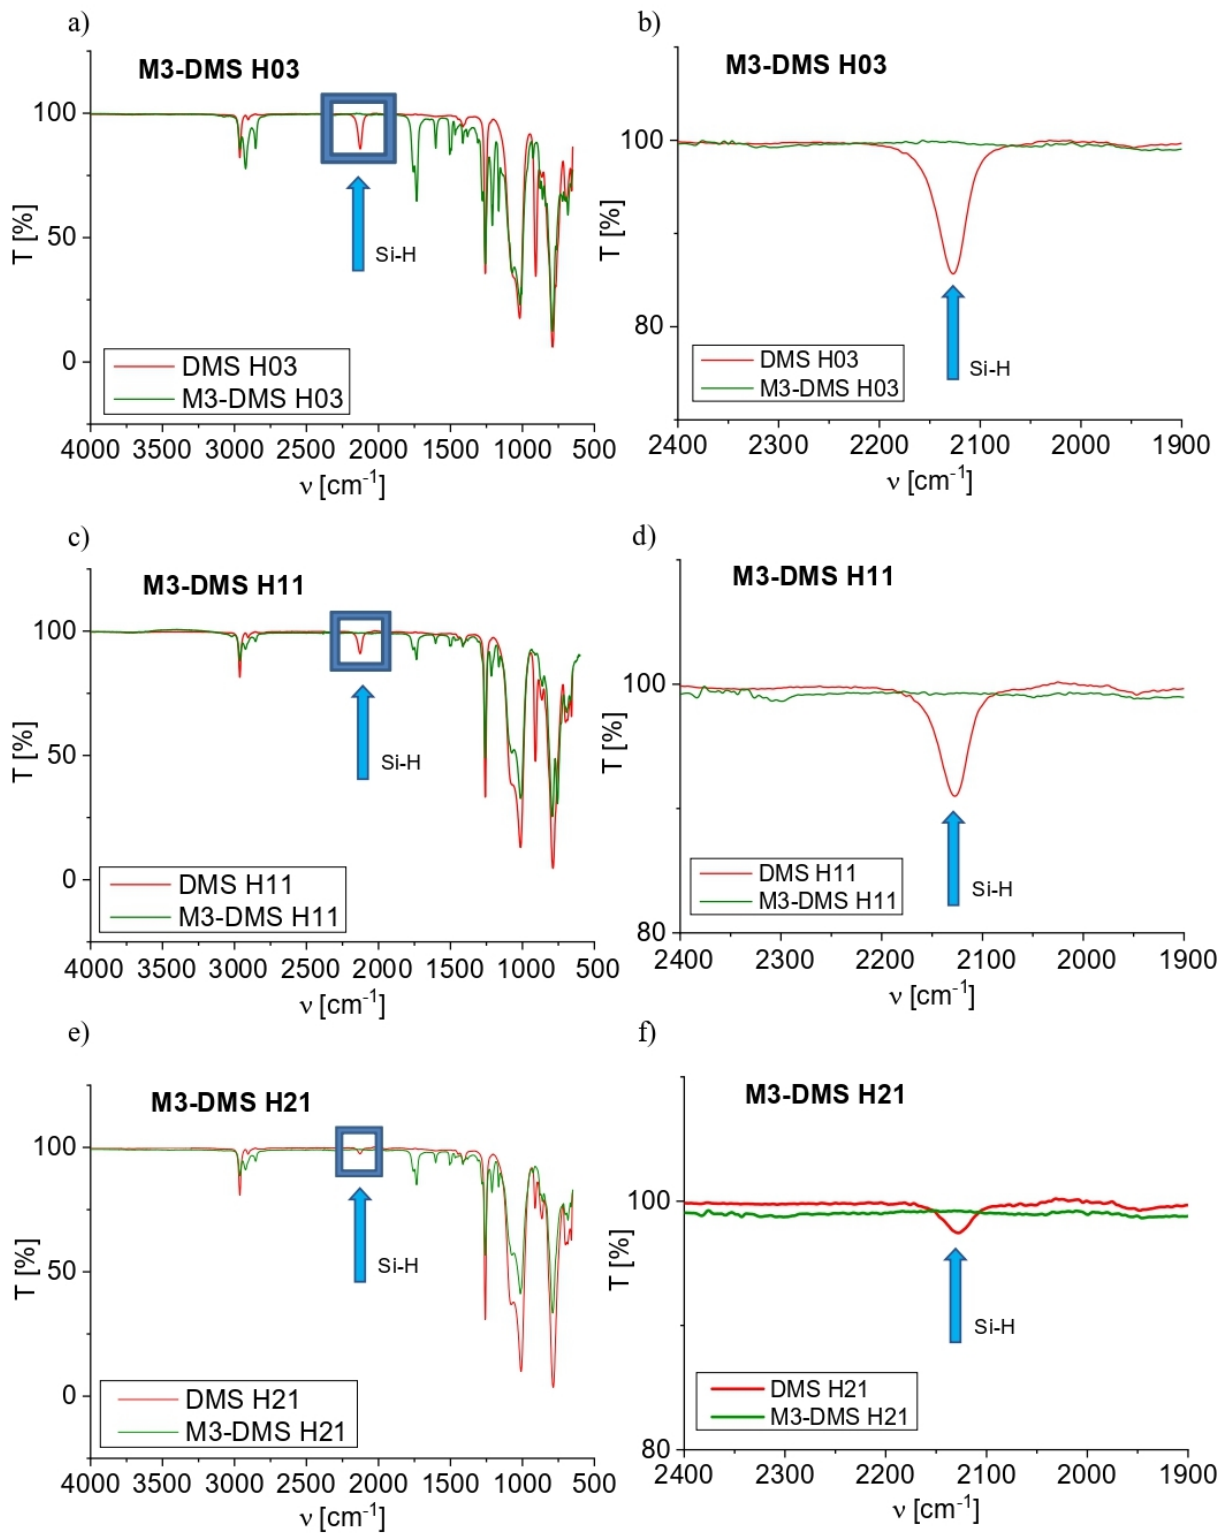 a)
M3-DMS H03
100
50
0
T [%]
Si-H
DMS H03
M3-DMS H03
4000 3500 3000 2500 2000 1500 1000 500
ν [cm-1]
b)
M3-DMS H03
100
80
T [%]
Si-H
DMS H03
M3-DMS H03
2400 2300 2200 2100 2000 1900
ν [cm-1]
c)
M3-DMS H11
100
50
0
T [%]
Si-H
DMS H11
M3-DMS H11
4000 3500 3000 2500 2000 1500 1000 500
ν [cm-1]
d)
M3-DMS H11
100
80
T [%]
Si-H
DMS H11
M3-DMS H11
2400 2300 2200 2100 2000 1900
ν [cm-1]
e)
M3-DMS H21
100
50
0
T [%]
Si-H
DMS H21
M3-DMS H21
4000 3500 3000 2500 2000 1500 1000 500
ν [cm-1]
f)
M3-DMS H21
100
80
T [%]
Si-H
DMS H21
M3-DMS H21
2400 2300 2200 2100 2000 1900
ν [cm-1]